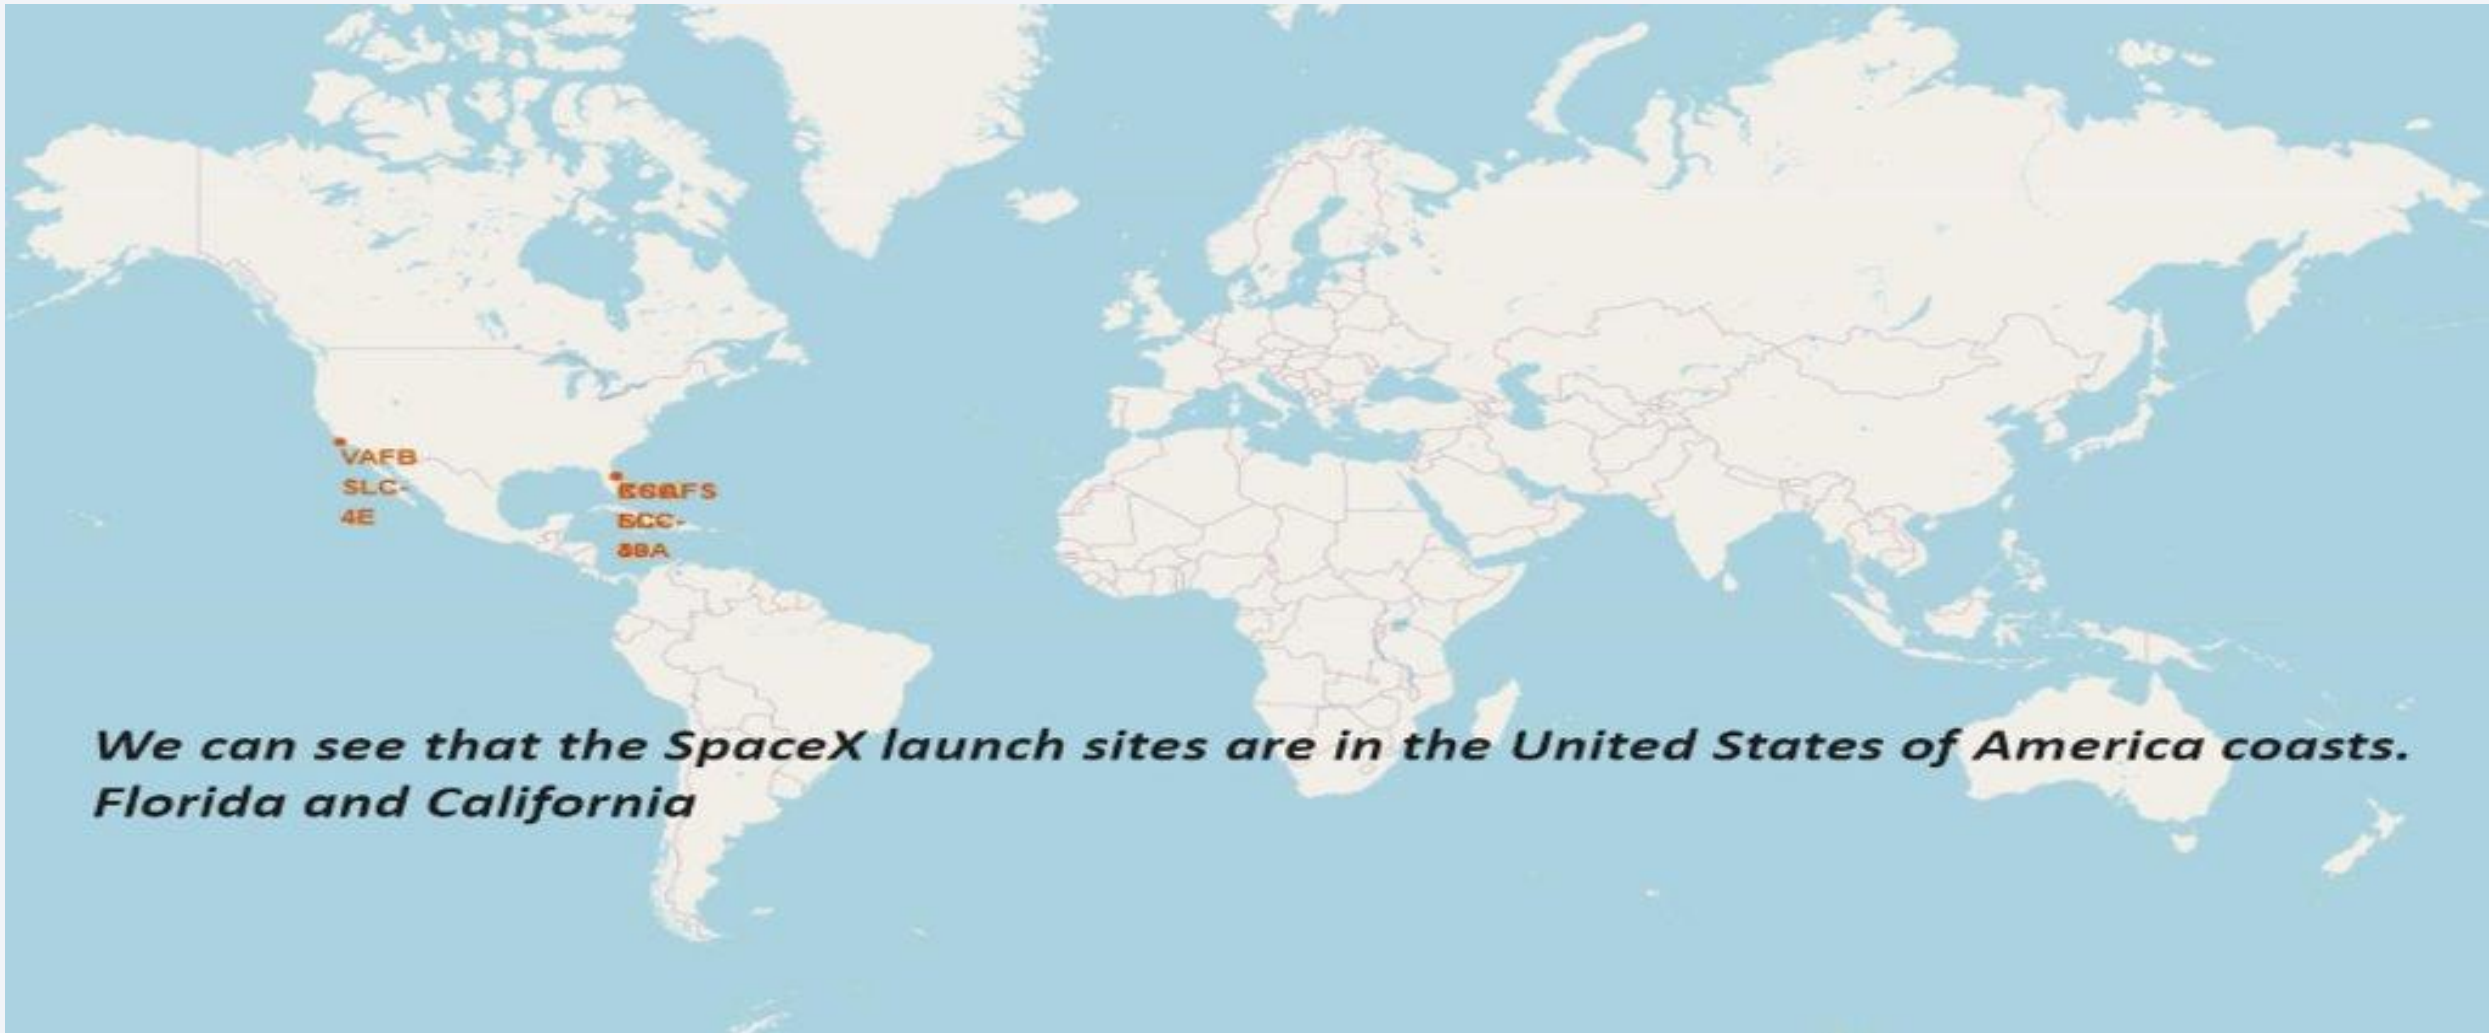 VAFB
SLC-
4E
We can see that the SpaceX launch sites are in the United States of America coasts.
Florida and California